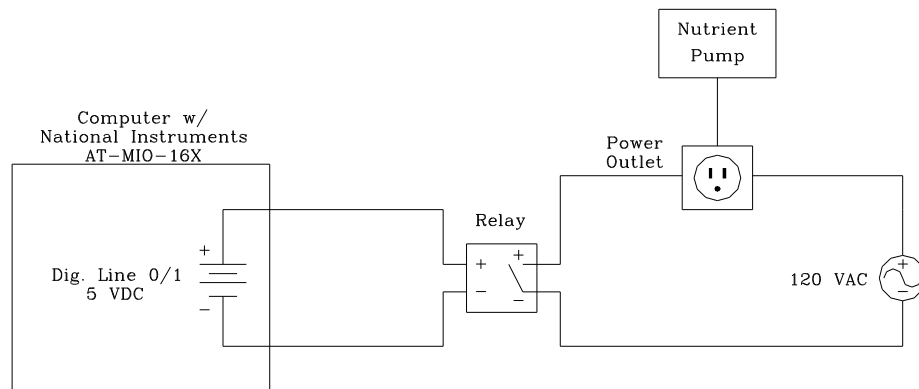 Nutrient
Pump
Computer w/
National Instruments
AT-MIO-16X
Power
Outlet
Relay
+
Dig. Line 0/1
5 VDC
-
+
-
+
-
120 VAC
+
-